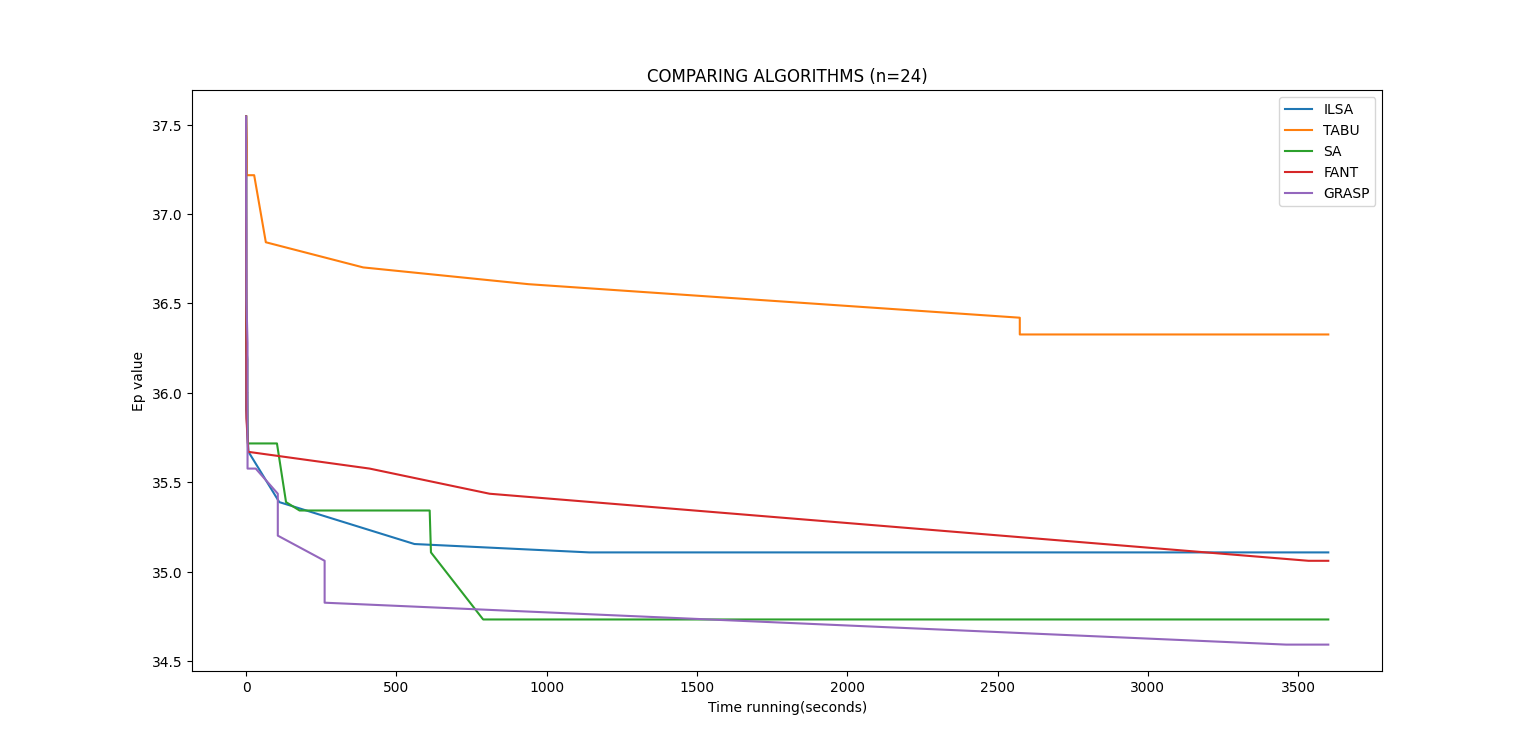 COMPARING ALGORITHMS (n=24)
ILSA
TABU
SA
FANT
GRASP
Ep value
37.5
37.0
36.5
36.0
35.5
35.0
34.5
0 500 1000 1500 2000 2500 3000 3500
Time running(seconds)